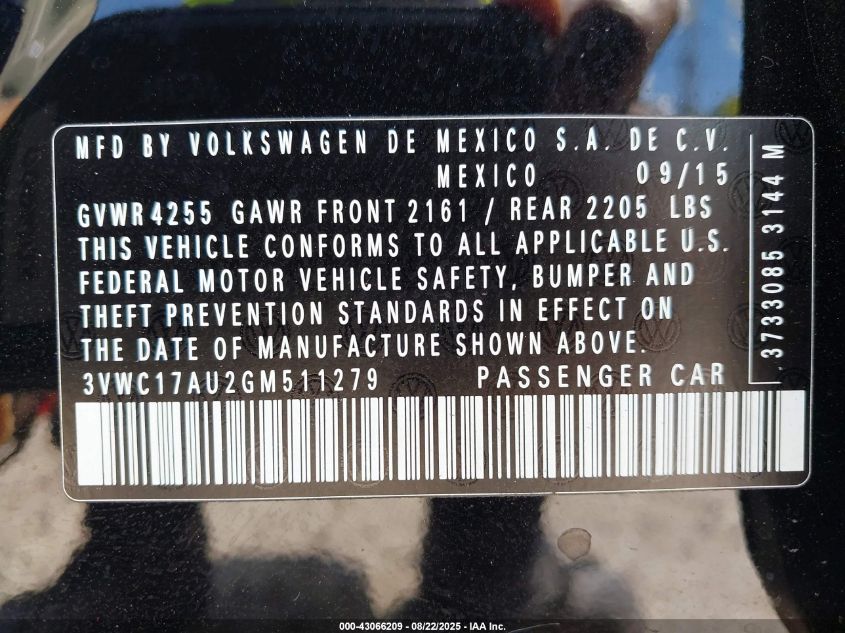 MFD BY VOLKSWAGEN DE MEXICO S.A. DE C.V.
MEXICO 09/15
GVWR 4255 GAWR FRONT 2161 / REAR 2205 LBS
THIS VEHICLE CONFORMS TO ALL APPLICABLE U.S.
FEDERAL MOTOR VEHICLE SAFETY, BUMPER AND
THEFT PREVENTION STANDARDS IN EFFECT ON
THE DATE OF MANUFACTURE SHOWN ABOVE.
3VWC17AU2GM511279 PASSENGER CAR
3733085 3144 M
000-43066209 - 08/22/2025 - IAA Inc.